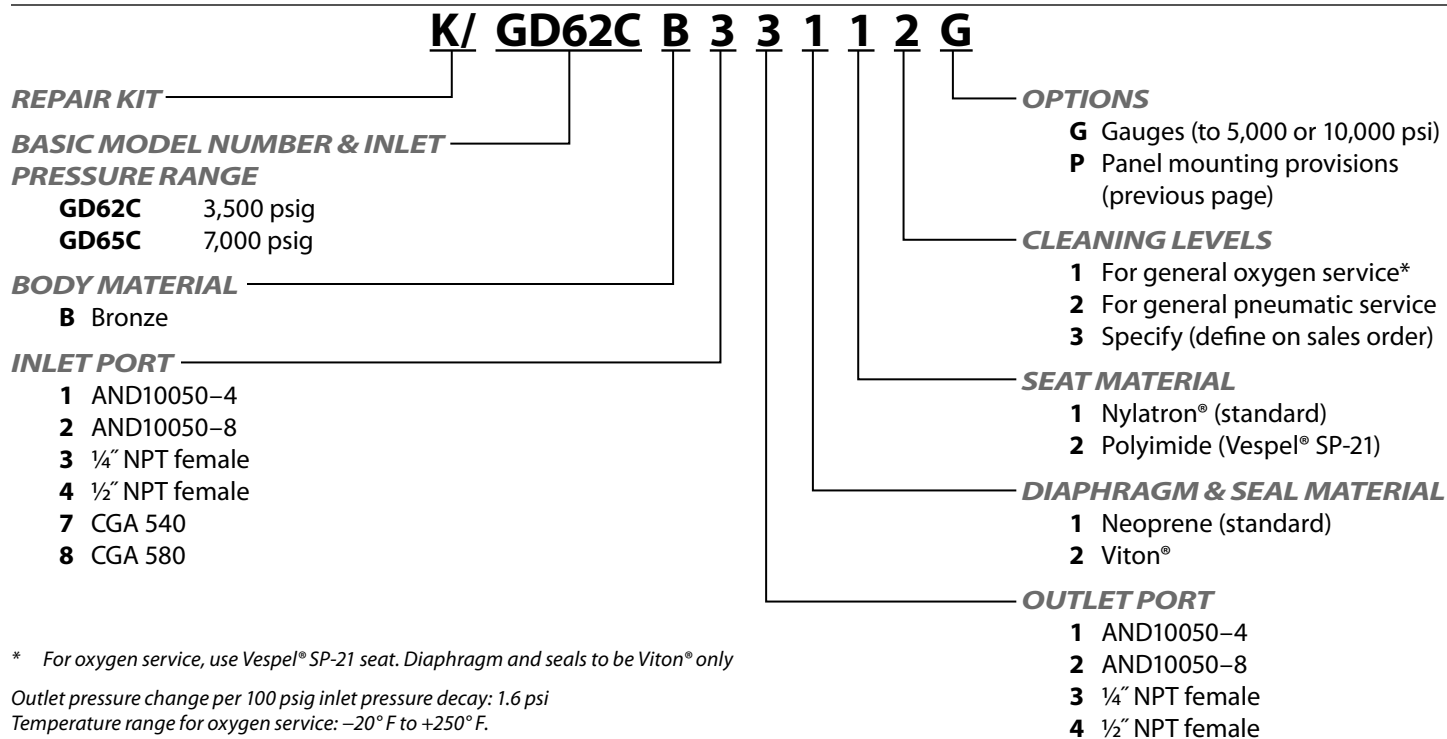 K/ GD62C B 3 3 1 1 2 G
REPAIR KIT
BASIC MODEL NUMBER & INLET
PRESSURE RANGE
GD62C 3,500 psig
GD65C 7,000 psig
BODY MATERIAL
B Bronze
INLET PORT
1 AND10050–4
2 AND10050–8
3 ¼˝ NPT female
4 ½˝ NPT female
7 CGA 540
8 CGA 580
* For oxygen service, use Vespel® SP-21 seat. Diaphragm and seals to be Viton® only
Outlet pressure change per 100 psig inlet pressure decay: 1.6 psi
Temperature range for oxygen service: –20° F to +250° F.
OPTIONS
G Gauges (to 5,000 or 10,000 psi)
P Panel mounting provisions
(previous page)
CLEANING LEVELS
1 For general oxygen service*
2 For general pneumatic service
3 Specify (define on sales order)
SEAT MATERIAL
1 Nylatron® (standard)
2 Polyimide (Vespel® SP-21)
DIAPHRAGM & SEAL MATERIAL
1 Neoprene (standard)
2 Viton®
OUTLET PORT
1 AND10050–4
2 AND10050–8
3 ¼˝ NPT female
4 ½˝ NPT female